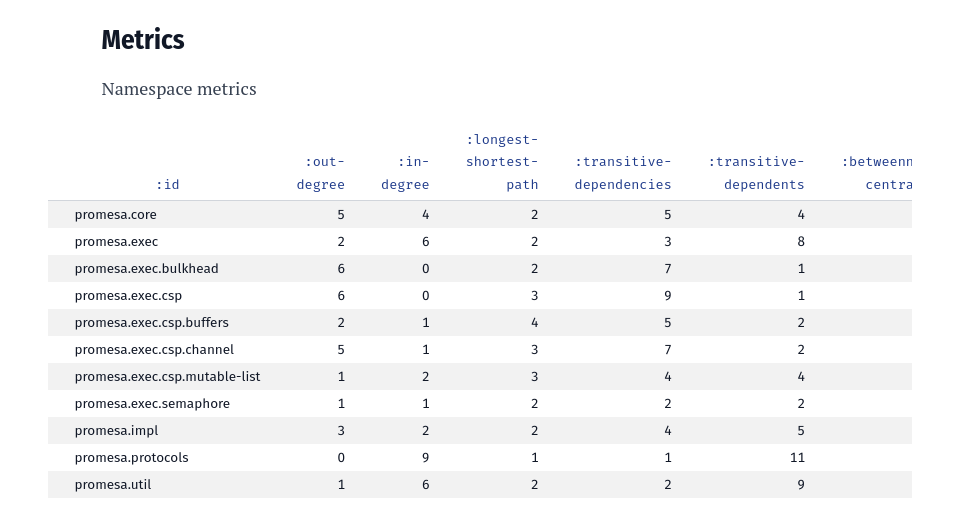 Metrics
Namespace metrics
:longest-
:out- :in- shortest- :transitive- :transitive- :betweenn
:id degree degree path dependencies dependents centra
promesa.core 5 4 2 5 4
promesa.exec 2 6 2 3 8
promesa.exec.bulkhead 6 0 2 7 1
promesa.exec.csp 6 0 3 9 1
promesa.exec.csp.buffers 2 1 4 5 2
promesa.exec.csp.channel 5 1 3 7 2
promesa.exec.csp.mutable-list 1 2 3 4 4
promesa.exec.semaphore 1 1 2 2 2
promesa.impl 3 2 2 4 5
promesa.protocols 0 9 1 1 11
promesa.util 1 6 2 2 9